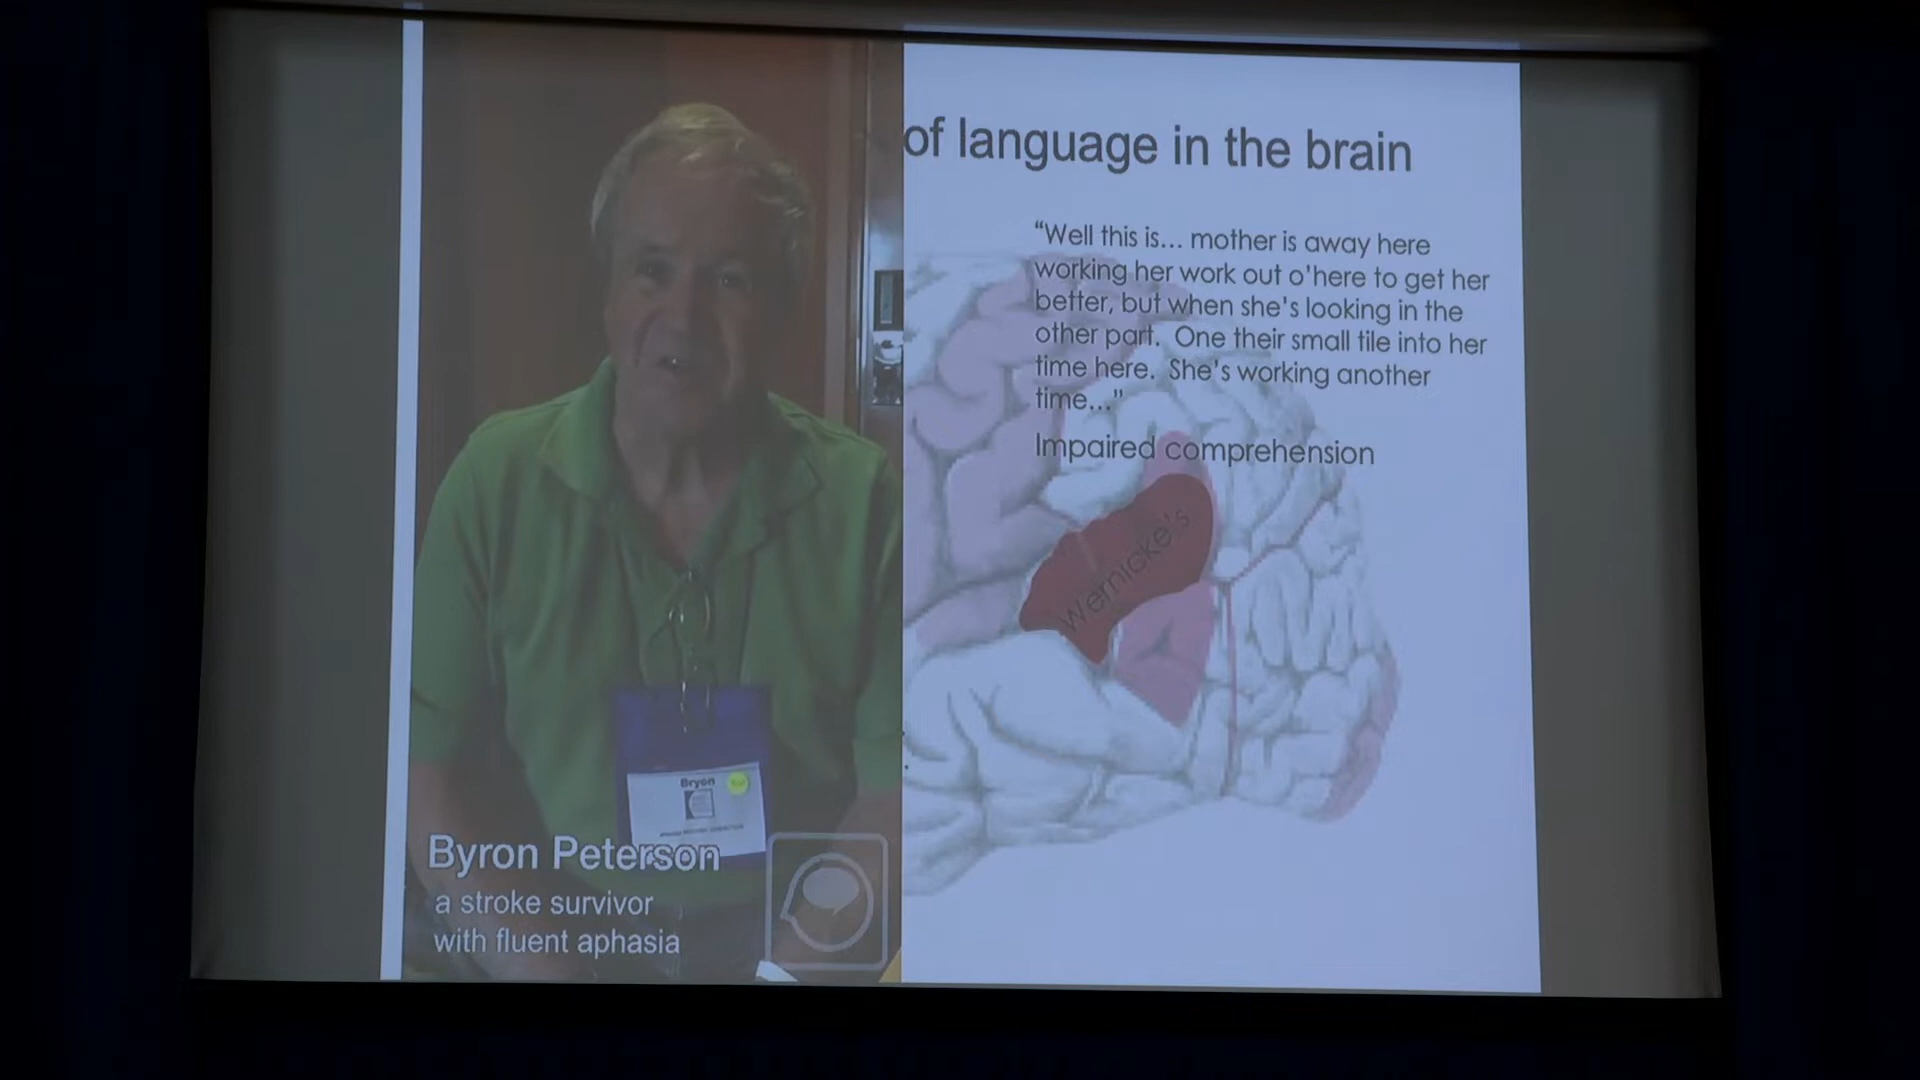 of language in the brain
“Well this is... mother is away here
working her work out o'here to get her
better, but when she's looking in the
other part. One their small tile into her
time here. She's working another
time...”
Impaired comprehension
Wernicke's
Bryon
Byron Peterson
a stroke survivor
with fluent aphasia